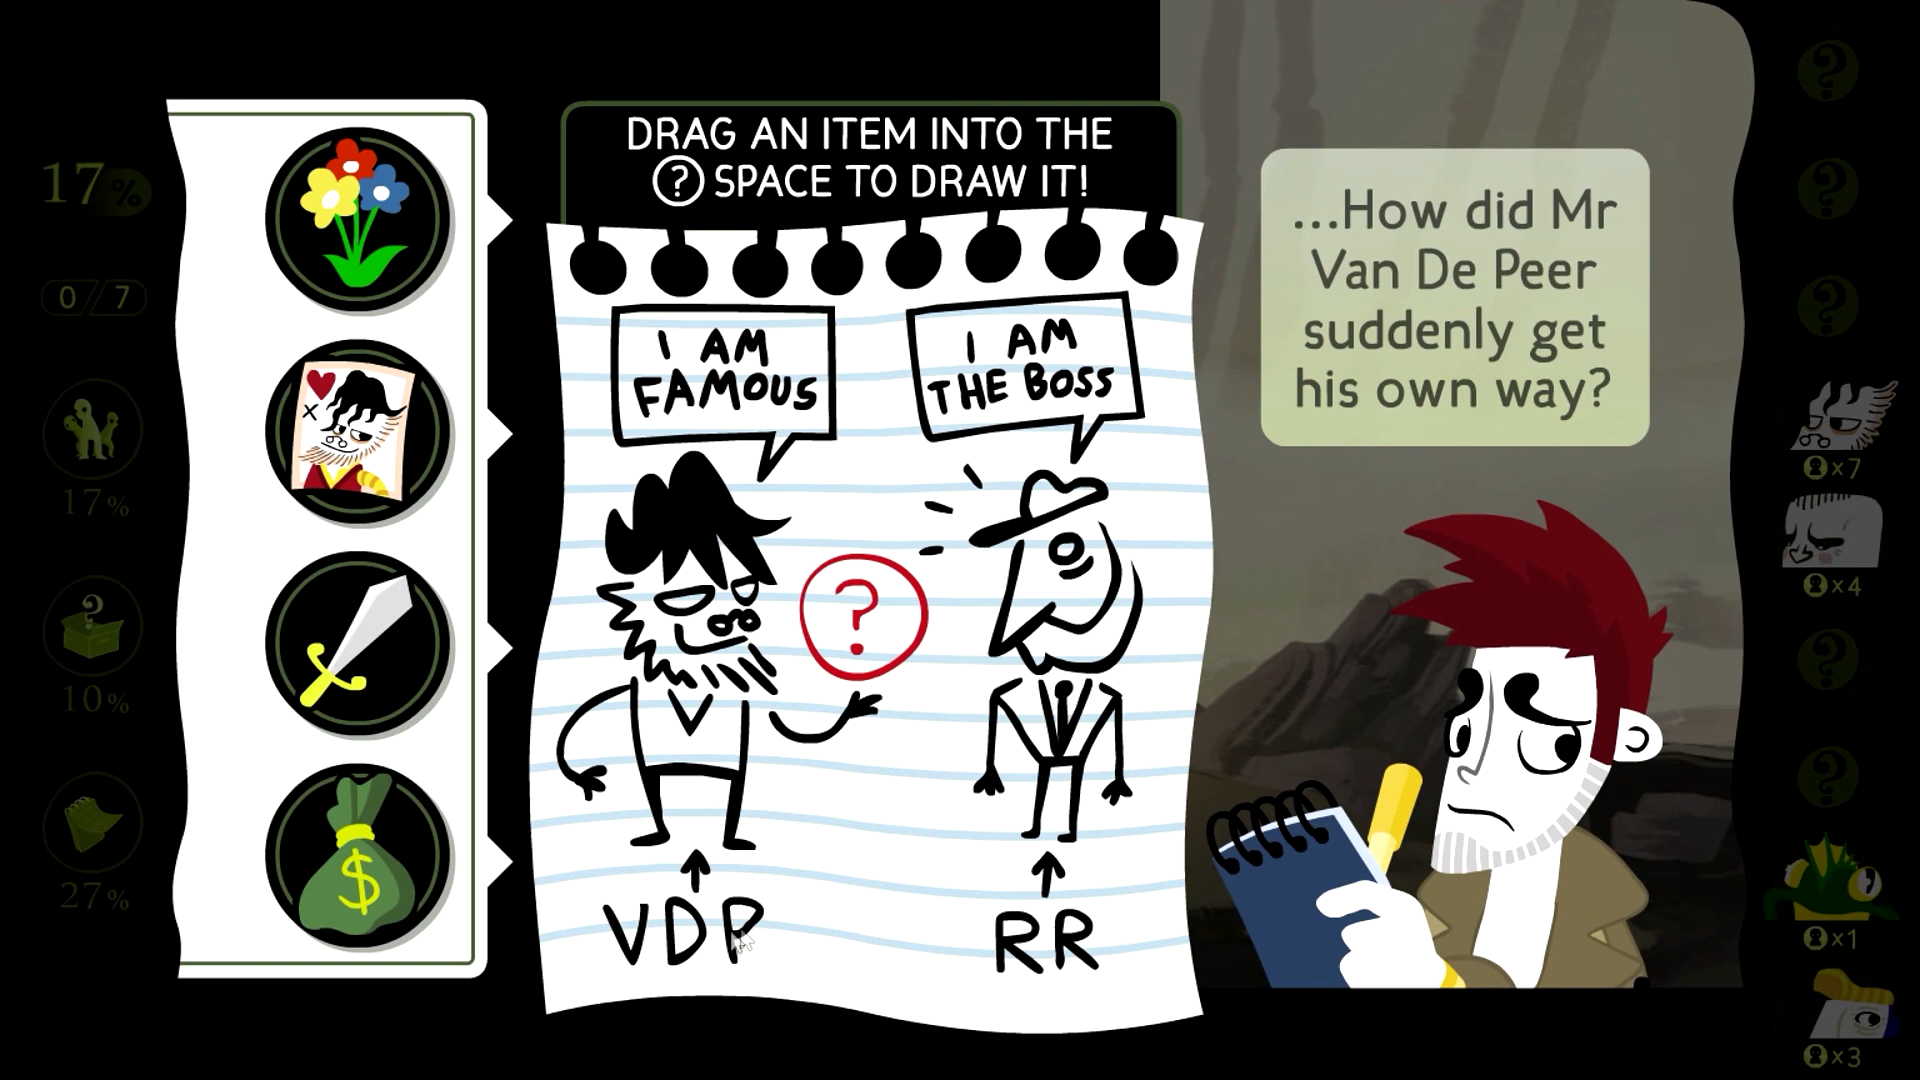 DRAG AN ITEM INTO THE
? SPACE TO DRAW IT!
I AM
FAMOUS
I AM
THE BOSS
?
VDP
RR
...How did Mr
Van De Peer
suddenly get
his own way?
17%
0/7
17%
?
10%
27%
X
$
?
?
?
x7
x4
?
?
x1
x3